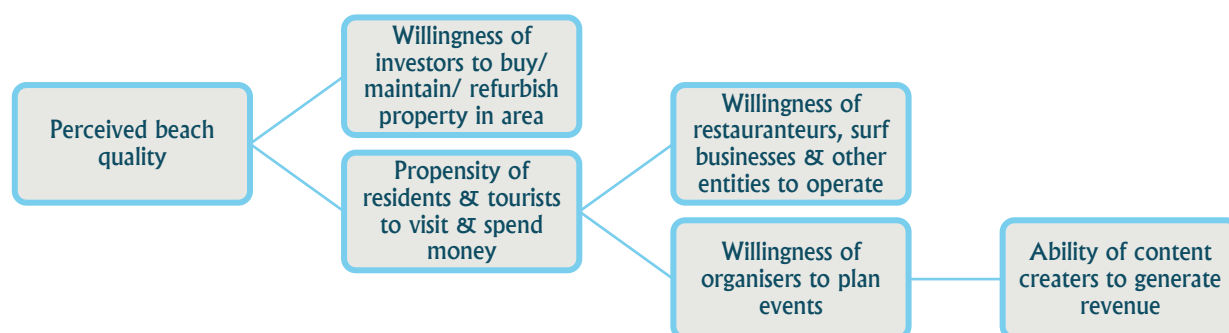 Perceived beach
quality
Willingness of
investors to buy/
maintain/ refurbish
property in area
Propensity of
residents & tourists
to visit & spend
money
Willingness of
restauranteurs, surf
businesses & other
entities to operate
Willingness of
organisers to plan
events
Ability of content
creaters to generate
revenue